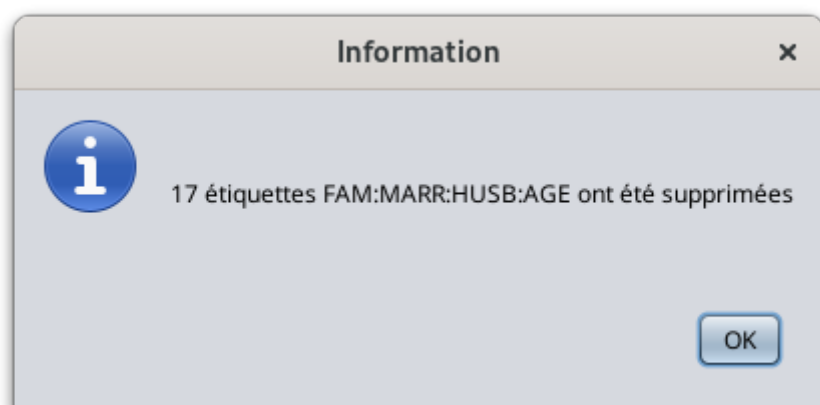 Information
17 étiquettes FAM:MARR:HUSB:AGE ont été supprimées
OK